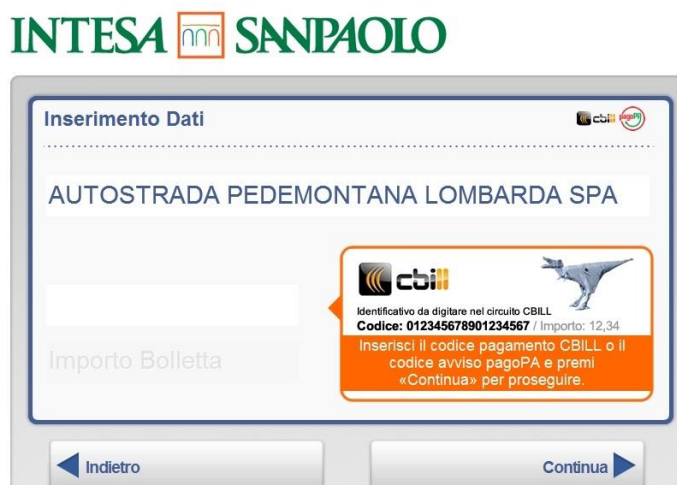 INTESA SANPAOLO
Inserimento Dati
cbill pagoPA
AUTOSTRADA PEDEMONTANA LOMBARDA SPA
cbill
Identificativo da digitare nel circuito CBILL
Codice: 012345678901234567 / Importo: 12,34
Inserisci il codice pagamento CBILL o il
codice avviso pagoPA e premi
«Continua» per proseguire.
Importo Bolletta
Indietro
Continua